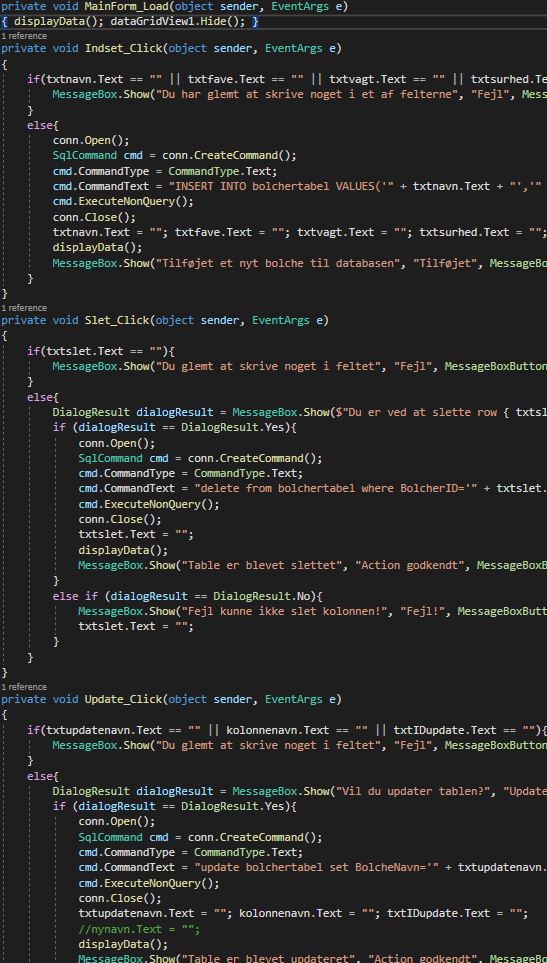 private void MainForm_Load(object sender, EventArgs e)
{ displayData(); dataGridView1.Hide(); }
1 reference
private void Indset_Click(object sender, EventArgs e)
{
if(txtnavn.Text == "" || txtfave.Text == "" || txtvagt.Text == "" || txtsurhed.Te
MessageBox.Show("Du har glemt at skrive noget i et af felterne", "Fejl", Mess
}
else{
conn.Open();
SqlCommand cmd = conn.CreateCommand();
cmd.CommandType = CommandType.Text;
cmd.CommandText = "INSERT INTO bolchertabel VALUES('" + txtnavn.Text + "','"
cmd.ExecuteNonQuery();
conn.Close();
txtnavn.Text = ""; txtfave.Text = ""; txtvagt.Text = ""; txtsurhed.Text = "";
displayData();
MessageBox.Show("Tilføjet et nyt bolche til databasen", "Tilføjet", MessageBo
}
}
1 reference
private void Slet_Click(object sender, EventArgs e)
{
if(txtslet.Text == ""){
MessageBox.Show("Du glemt at skrive noget i feltet", "Fejl", MessageBoxButton
}
else{
DialogResult dialogResult = MessageBox.Show($"Du er ved at slette row { txtsl
if (dialogResult == DialogResult.Yes){
conn.Open();
SqlCommand cmd = conn.CreateCommand();
cmd.CommandType = CommandType.Text;
cmd.CommandText = "delete from bolchertabel where BolcherID='" + txtslet.
cmd.ExecuteNonQuery();
conn.Close();
txtslet.Text = "";
displayData();
MessageBox.Show("Table er blevet slettet", "Action godkendt", MessageBoxB
}
else if (dialogResult == DialogResult.No){
MessageBox.Show("Fejl kunne ikke slet kolonnen!", "Fejl!", MessageBoxButt
txtslet.Text = "";
}
}
}
1 reference
private void Update_Click(object sender, EventArgs e)
{
if(txtupdatenavn.Text == "" || kolonnenavn.Text == "" || txtIDupdate.Text == ""){
MessageBox.Show("Du glemt at skrive noget i feltet", "Fejl", MessageBoxButton
}
else{
DialogResult dialogResult = MessageBox.Show("Vil du updater tablen?", "Update
if (dialogResult == DialogResult.Yes){
conn.Open();
SqlCommand cmd = conn.CreateCommand();
cmd.CommandType = CommandType.Text;
cmd.CommandText = "update bolchertabel set BolcheNavn='" + txtupdatenavn.
cmd.ExecuteNonQuery();
conn.Close();
txtupdatenavn.Text = ""; kolonnenavn.Text = ""; txtIDupdate.Text = "";
//nynavn.Text = "";
displayData();
MessageBox.Show("Table er blevet updateret", "Action godkendt", MessageBo